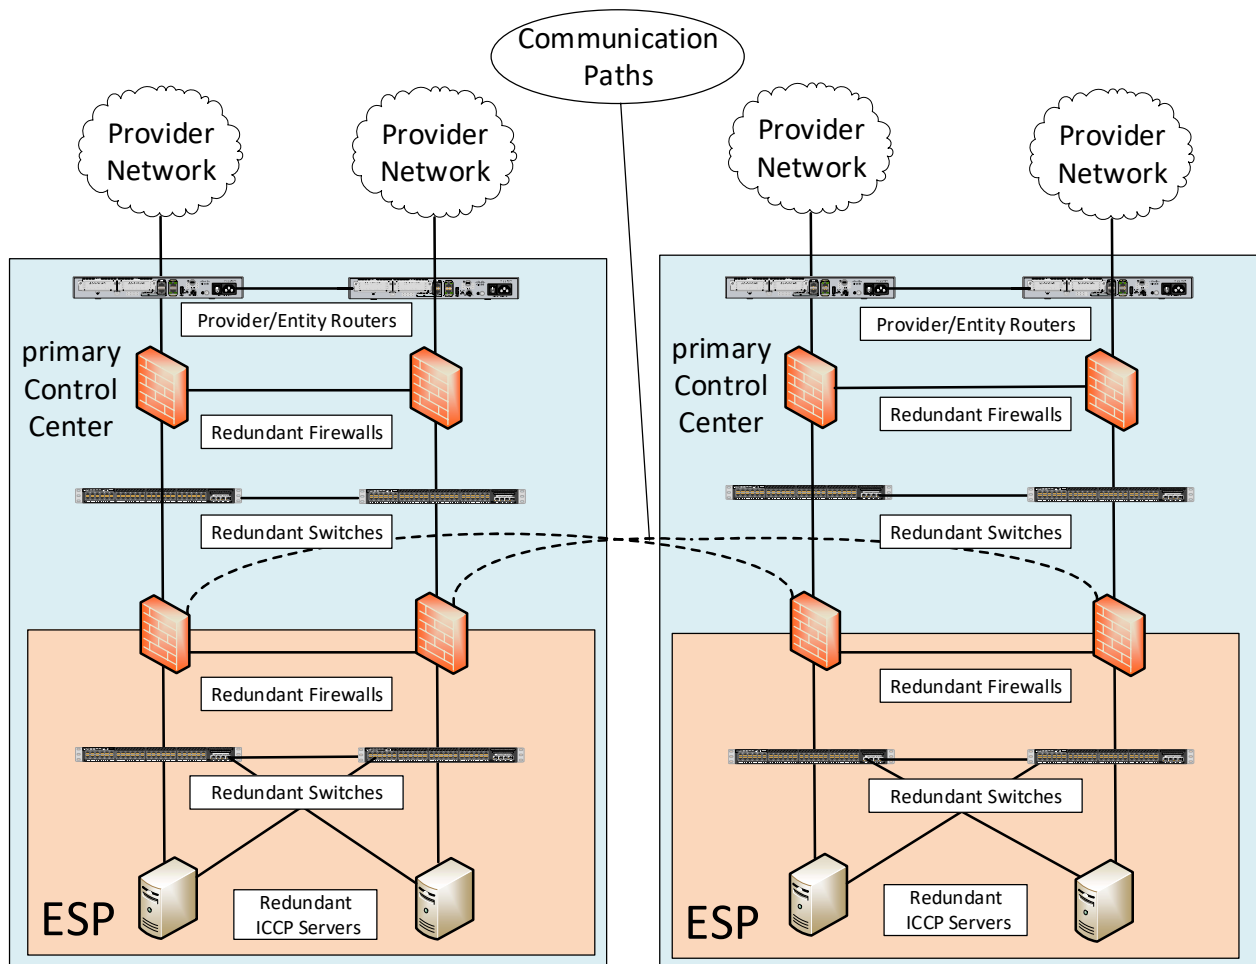 Communication
Paths
Provider
Network
Provider
Network
Provider
Network
Provider
Network
Provider/Entity Routers
primary
Control
Center
Redundant Firewalls
Redundant Switches
Redundant Firewalls
Redundant Switches
ESP
Redundant
ICCP Servers
Provider/Entity Routers
primary
Control
Center
Redundant Firewalls
Redundant Switches
Redundant Firewalls
Redundant Switches
ESP
Redundant
ICCP Servers